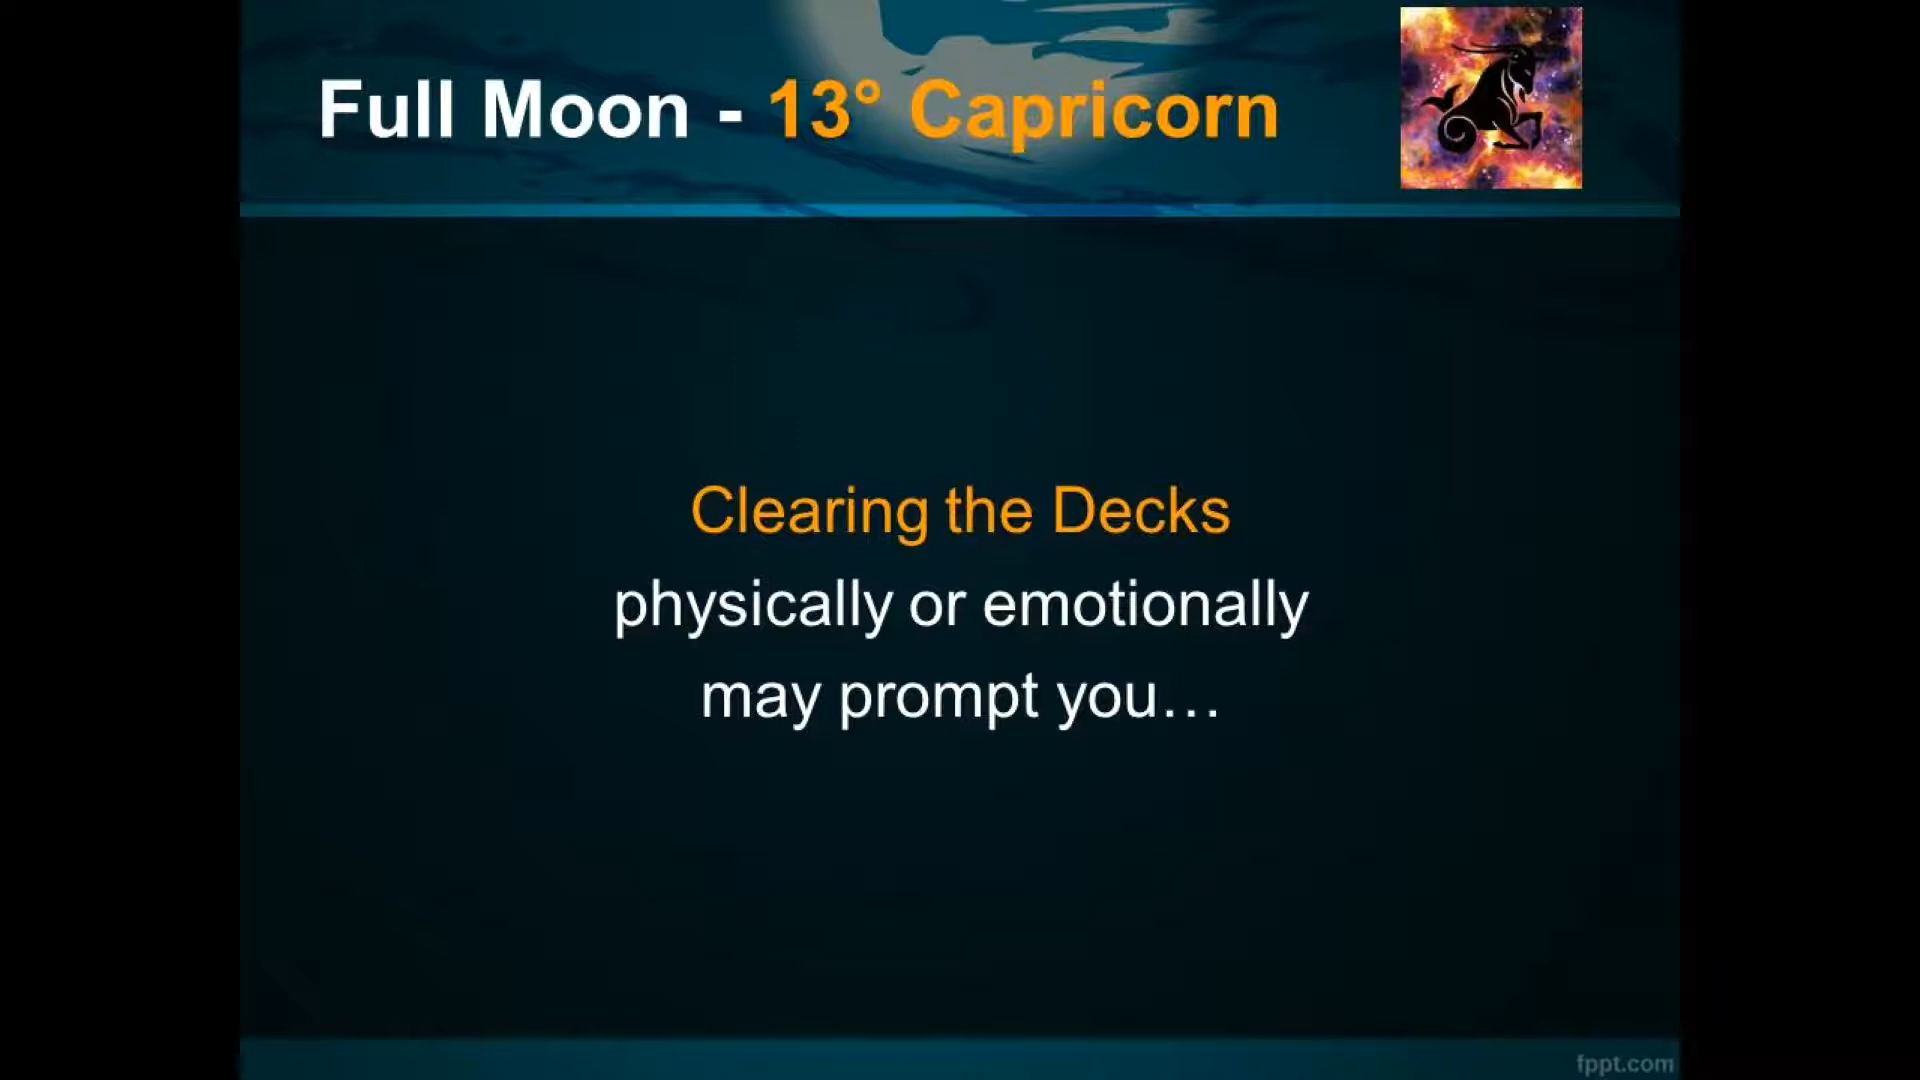 Full Moon - 13° Capricorn
Clearing the Decks
physically or emotionally
may prompt you…
fppt.com